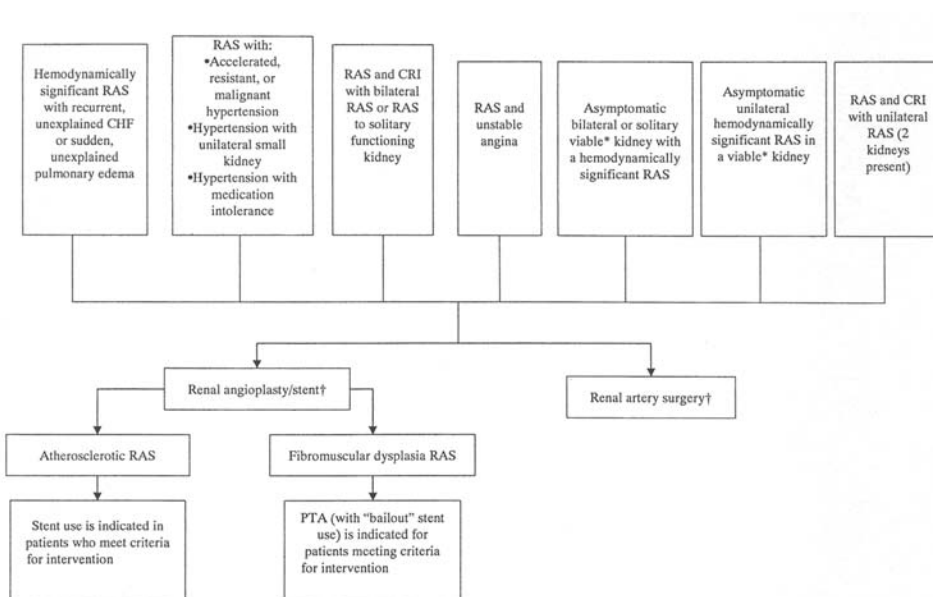 Hemodynamically
significant RAS
with recurrent,
unexplained CHF
or sudden,
unexplained
pulmonary edema
RAS with:
•Accelerated,
resistant, or
malignant
hypertension
•Hypertension with
unilateral small
kidney
•Hypertension with
medication
intolerance
RAS and CRI
with bilateral
RAS or RAS
to solitary
functioning
kidney
RAS and
unstable
angina
Asymptomatic
bilateral or solitary
viable* kidney with
a hemodynamically
significant RAS
Asymptomatic
unilateral
hemodynamically
significant RAS in
a viable* kidney
RAS and CRI
with unilateral
RAS (2
kidneys
present)
Renal angioplasty/stent†
Renal artery surgery†
Atherosclerotic RAS
Fibromuscular dysplasia RAS
Stent use is indicated in
patients who meet criteria
for intervention
PTA (with “bailout” stent
use) is indicated for
patients meeting criteria
for intervention